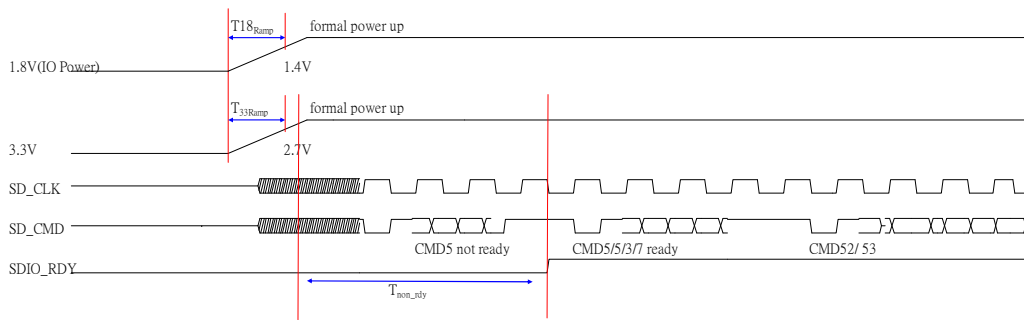 T18Ramp
formal power up
1.8V(IO Power)
1.4V
T33Ramp
formal power up
3.3V
2.7V
SD_CLK
SD_CMD
CMD5 not ready
CMD5/5/3/7 ready
CMD52/ 53
SDIO_RDY
Tnon_rdy